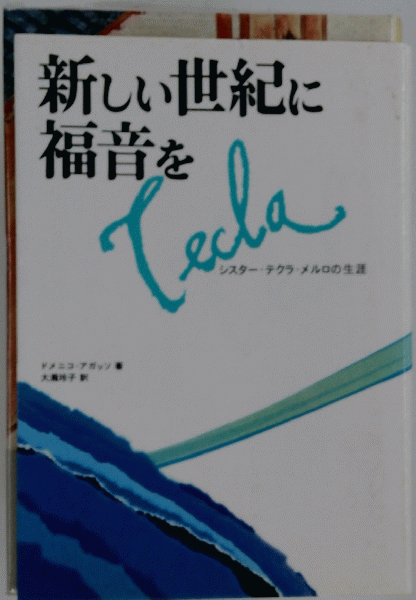 新しい世紀に
福音を
Tecla
シスター・テクラ・メルロの生涯
ドメニコ・アガッソ 著
大瀧玲子 訳